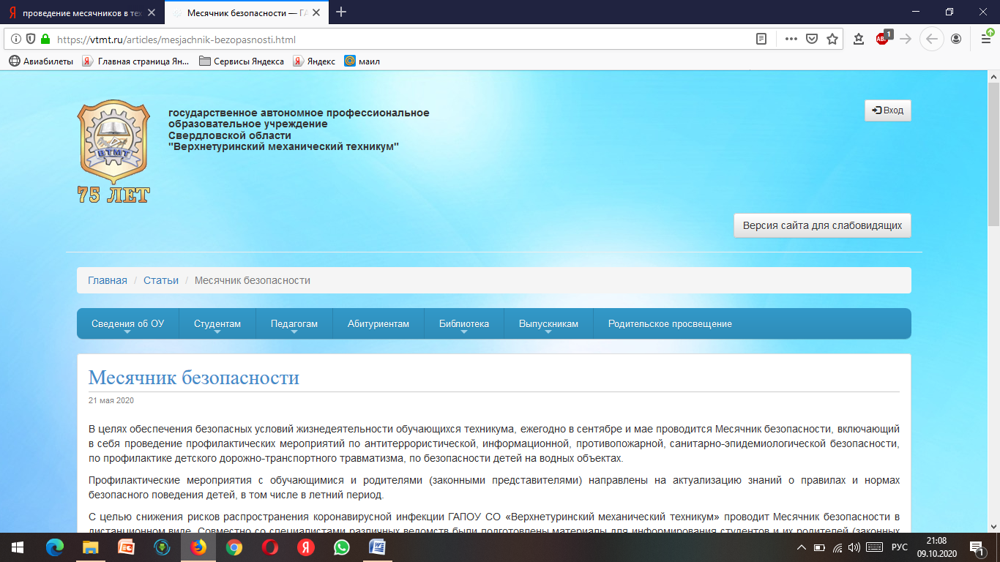 проведение месячников в тех
Месячник безопасности — ГА
https://vtmt.ru/articles/mesjachnik-bezopasnosti.html
1
Авиабилеты
Главная страница Ян...
Сервисы Яндекса
Яндекс
маил
государственное автономное профессиональное
образовательное учреждение
Свердловской области
"Верхнетуринский механический техникум"
ВТМТ
75 ЛЕТ
Вход
Версия сайта для слабовидящих
Главная / Статьи / Месячник безопасности
Сведения об ОУ
Студентам
Педагогам
Абитуриентам
Библиотека
Выпускникам
Родительское просвещение
Месячник безопасности
21 мая 2020
В целях обеспечения безопасных условий жизнедеятельности обучающихся техникума, ежегодно в сентябре и мае проводится Месячник безопасности, включающий
в себя проведение профилактических мероприятий по антитеррористической, информационной, противопожарной, санитарно-эпидемиологической безопасности,
по профилактике детского дорожно-транспортного травматизма, по безопасности детей на водных объектах.
Профилактические мероприятия с обучающимися и родителями (законными представителями) направлены на актуализацию знаний о правилах и нормах
безопасного поведения детей, в том числе в летний период.
С целью снижения рисков распространения коронавирусной инфекции ГАПОУ СО «Верхнетуринский механический техникум» проводит Месячник безопасности в
дистанционном виде. Совместно со специалистами различных ведомств были подготовлены материалы для информирования студентов и их родителей (законных
РУС
21:08
09.10.2020
1